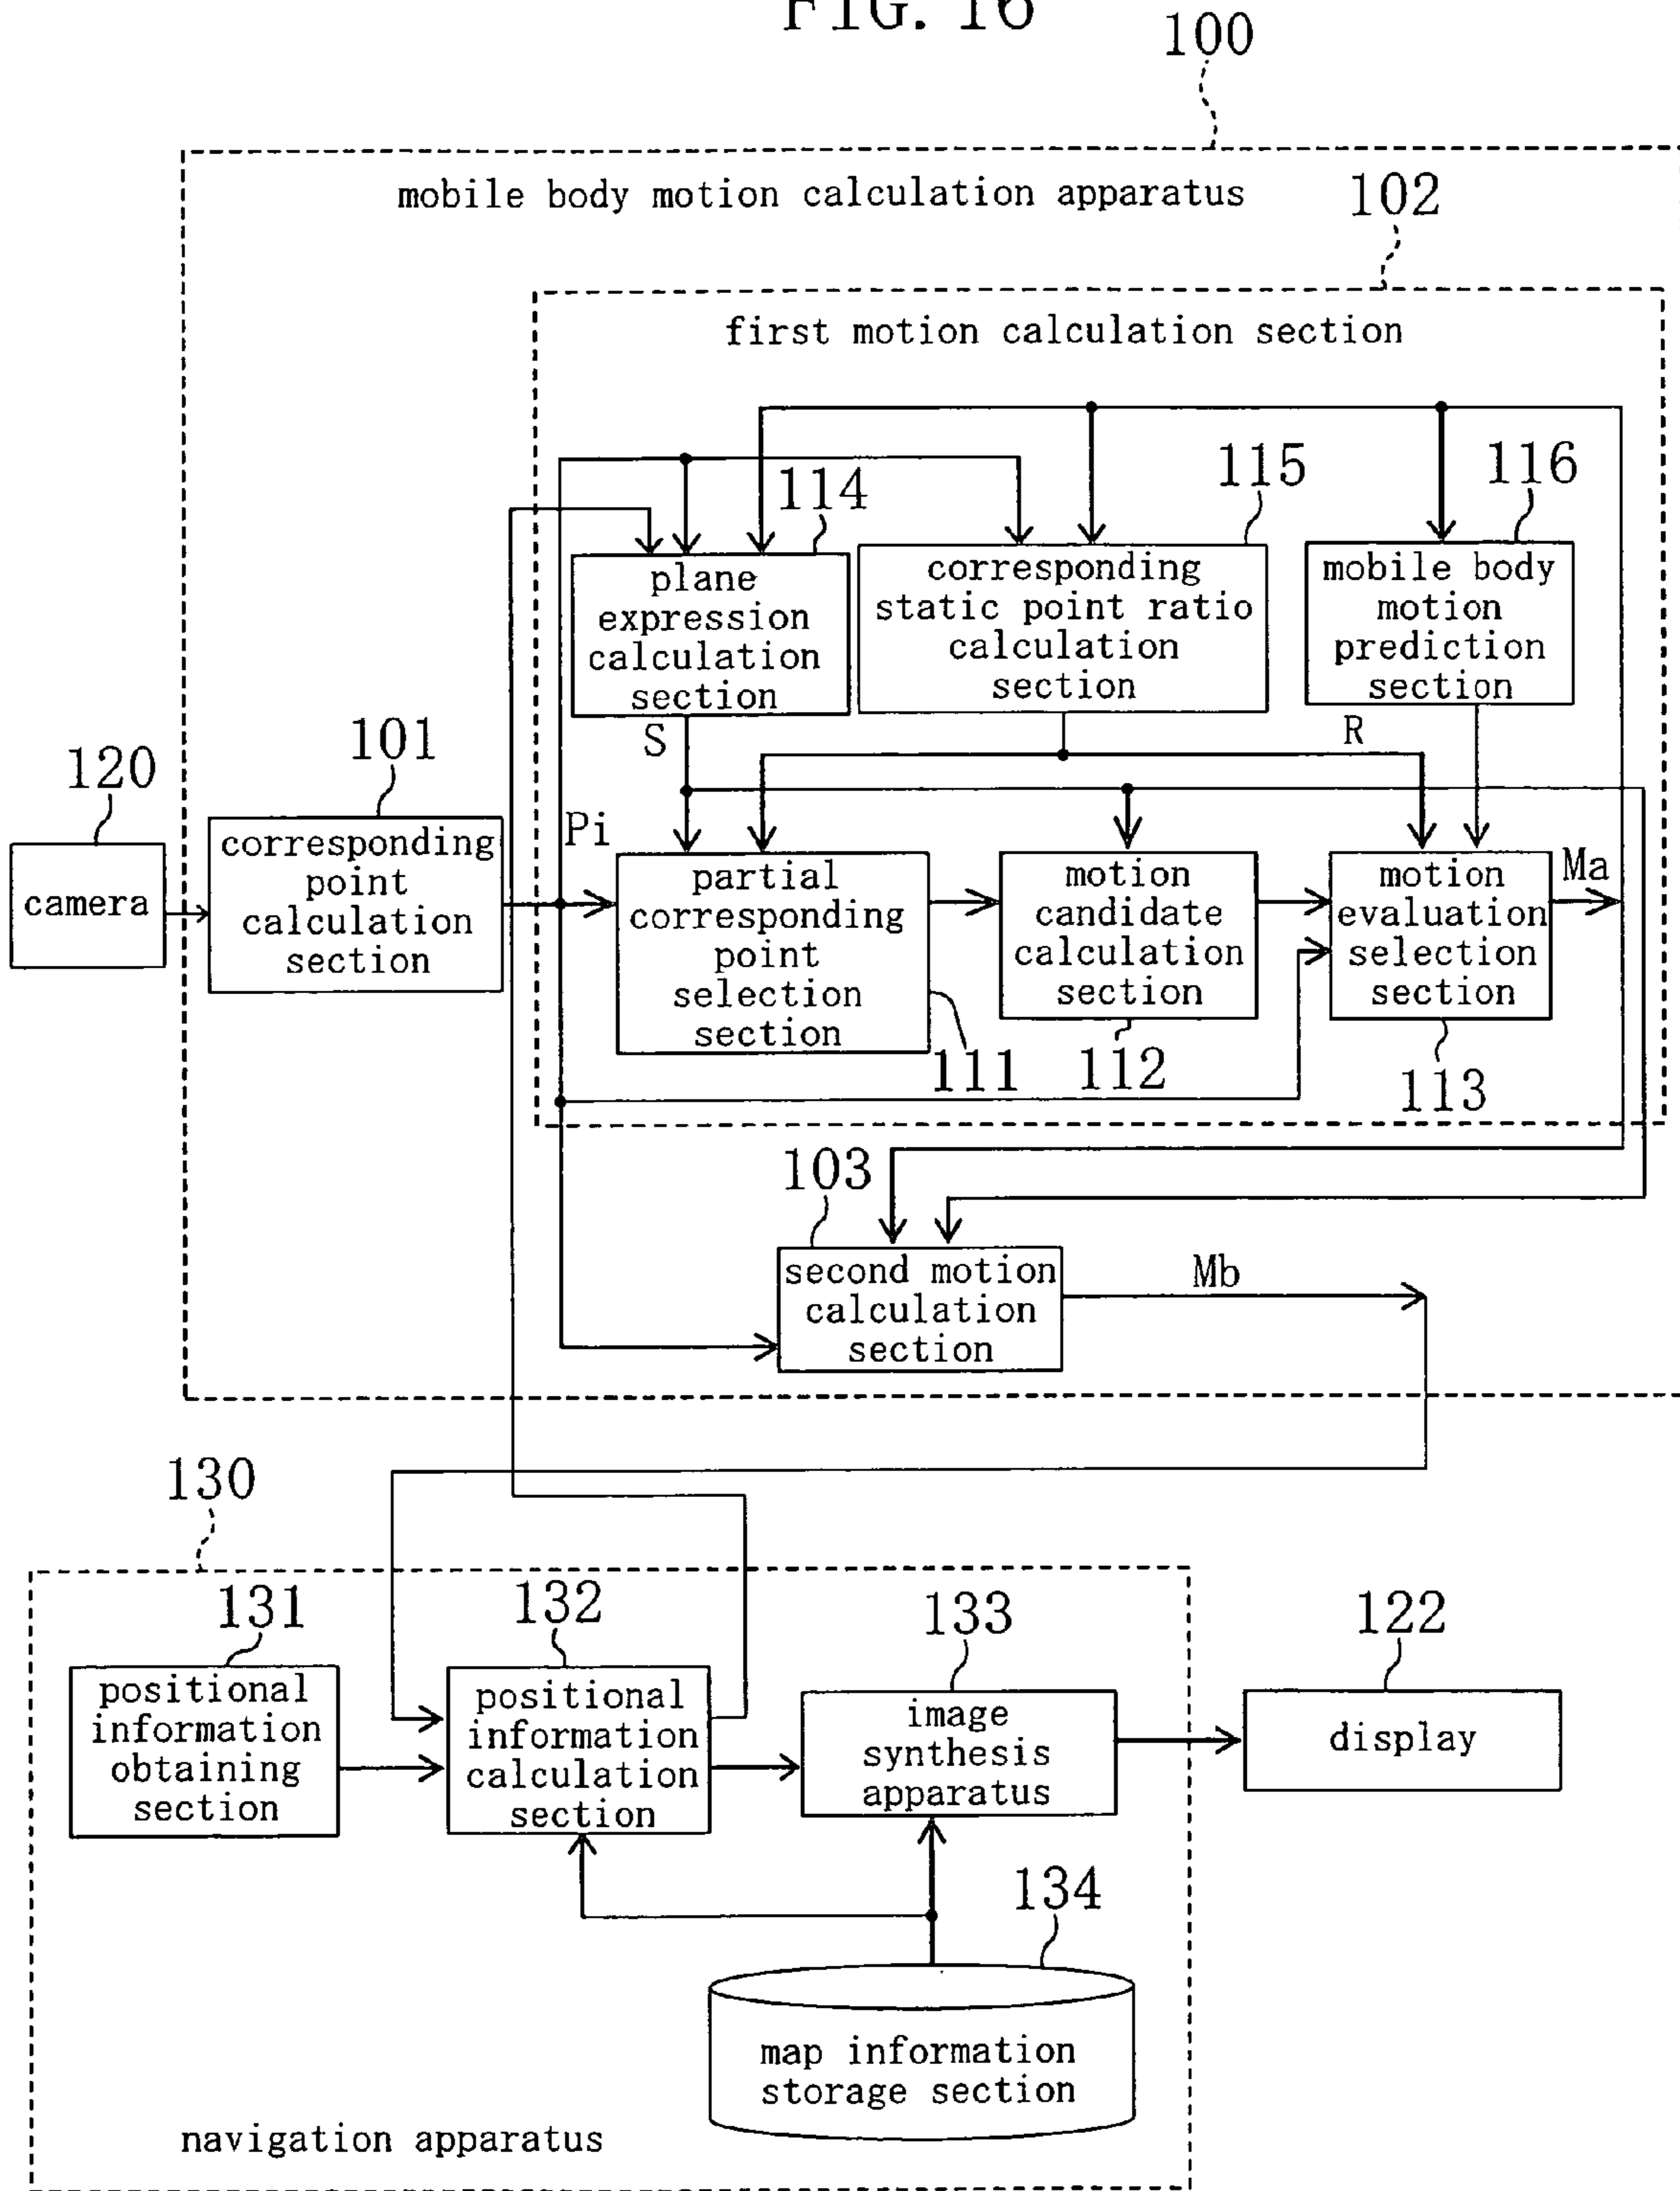 FIG. 16
100
mobile body motion calculation apparatus
102
first motion calculation section
114
115
116
plane
expression
calculation
section
corresponding
static point ratio
calculation
section
mobile body
motion
prediction
section
S
R
120
101
camera
corresponding
point
calculation
section
Pi
partial
corresponding
point
selection
section
motion
candidate
calculation
section
motion
evaluation
selection
section
Ma
111
112
113
103
second motion
calculation
section
Mb
130
131
132
133
122
positional
information
obtaining
section
positional
information
calculation
section
image
synthesis
apparatus
display
134
map information
storage section
navigation apparatus